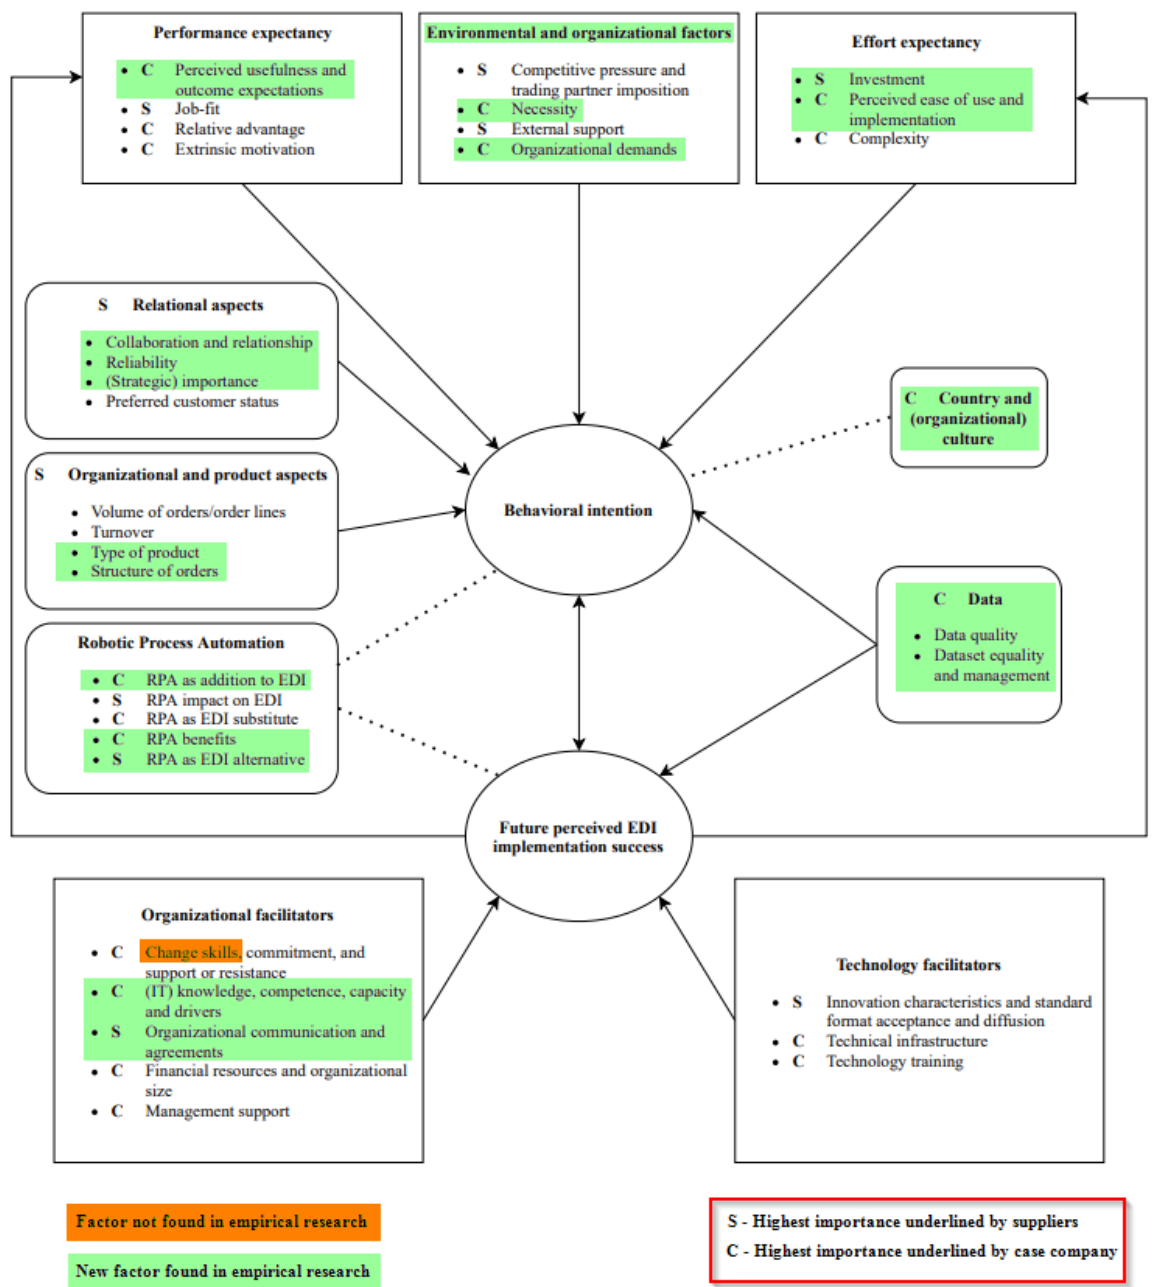 Performance expectancy
• C Perceived usefulness and
outcome expectations
• S Job-fit
• C Relative advantage
• C Extrinsic motivation
Environmental and organizational factors
• S Competitive pressure and
trading partner imposition
• C Necessity
• S External support
• C Organizational demands
Effort expectancy
• S Investment
• C Perceived ease of use and
implementation
• C Complexity
S Relational aspects
• Collaboration and relationship
• Reliability
• (Strategic) importance
• Preferred customer status
C Country and
(organizational)
culture
S Organizational and product aspects
• Volume of orders/order lines
• Turnover
• Type of product
• Structure of orders
Behavioral intention
C Data
• Data quality
• Dataset equality
and management
Robotic Process Automation
• C RPA as addition to EDI
• S RPA impact on EDI
• C RPA as EDI substitute
• C RPA benefits
• S RPA as EDI alternative
Future perceived EDI
implementation success
Organizational facilitators
• C Change skills, commitment, and
support or resistance
• C (IT) knowledge, competence, capacity
and drivers
• S Organizational communication and
agreements
• C Financial resources and organizational
size
• C Management support
Technology facilitators
• S Innovation characteristics and standard
format acceptance and diffusion
• C Technical infrastructure
• C Technology training
Factor not found in empirical research
New factor found in empirical research
S - Highest importance underlined by suppliers
C - Highest importance underlined by case company